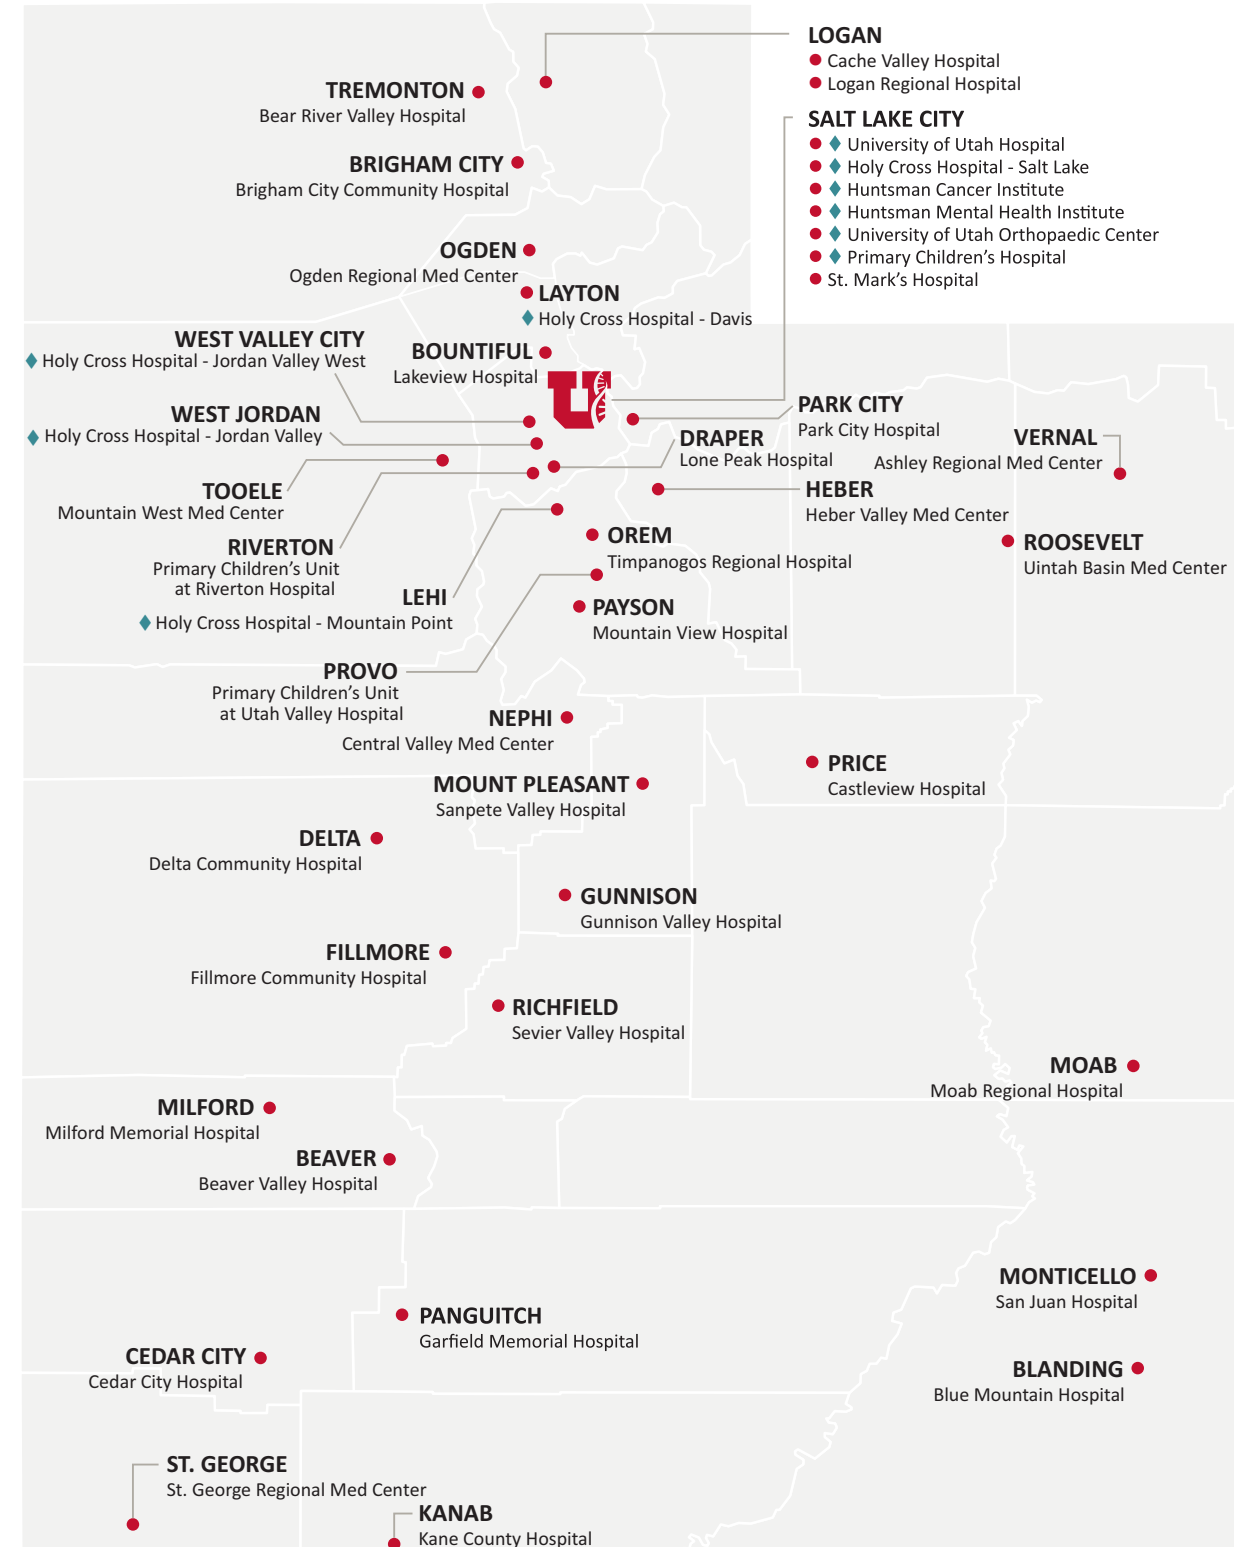 LOGAN
Cache Valley Hospital
Logan Regional Hospital
TREMONTON
Bear River Valley Hospital
SALT LAKE CITY
University of Utah Hospital
Holy Cross Hospital - Salt Lake
Huntsman Cancer Institute
Huntsman Mental Health Institute
University of Utah Orthopaedic Center
Primary Children's Hospital
St. Mark's Hospital
BRIGHAM CITY
Brigham City Community Hospital
OGDEN
Ogden Regional Med Center
LAYTON
Holy Cross Hospital - Davis
WEST VALLEY CITY
Holy Cross Hospital - Jordan Valley West
BOUNTIFUL
Lakeview Hospital
U
WEST JORDAN
Holy Cross Hospital - Jordan Valley
PARK CITY
Park City Hospital
DRAPER
Lone Peak Hospital
VERNAL
Ashley Regional Med Center
TOOELE
Mountain West Med Center
HEBER
Heber Valley Med Center
RIVERTON
Primary Children's Unit
at Riverton Hospital
OREM
Timpanogos Regional Hospital
ROOSEVELT
Uintah Basin Med Center
LEHI
Holy Cross Hospital - Mountain Point
PAYSON
Mountain View Hospital
PROVO
Primary Children's Unit
at Utah Valley Hospital
NEPHI
Central Valley Med Center
PRICE
Castleview Hospital
MOUNT PLEASANT
Sanpete Valley Hospital
DELTA
Delta Community Hospital
GUNNISON
Gunnison Valley Hospital
FILLMORE
Fillmore Community Hospital
RICHFIELD
Sevier Valley Hospital
MOAB
Moab Regional Hospital
MILFORD
Milford Memorial Hospital
BEAVER
Beaver Valley Hospital
MONTICELLO
San Juan Hospital
PANGUITCH
Garfield Memorial Hospital
CEDAR CITY
Cedar City Hospital
BLANDING
Blue Mountain Hospital
ST. GEORGE
St. George Regional Med Center
KANAB
Kane County Hospital